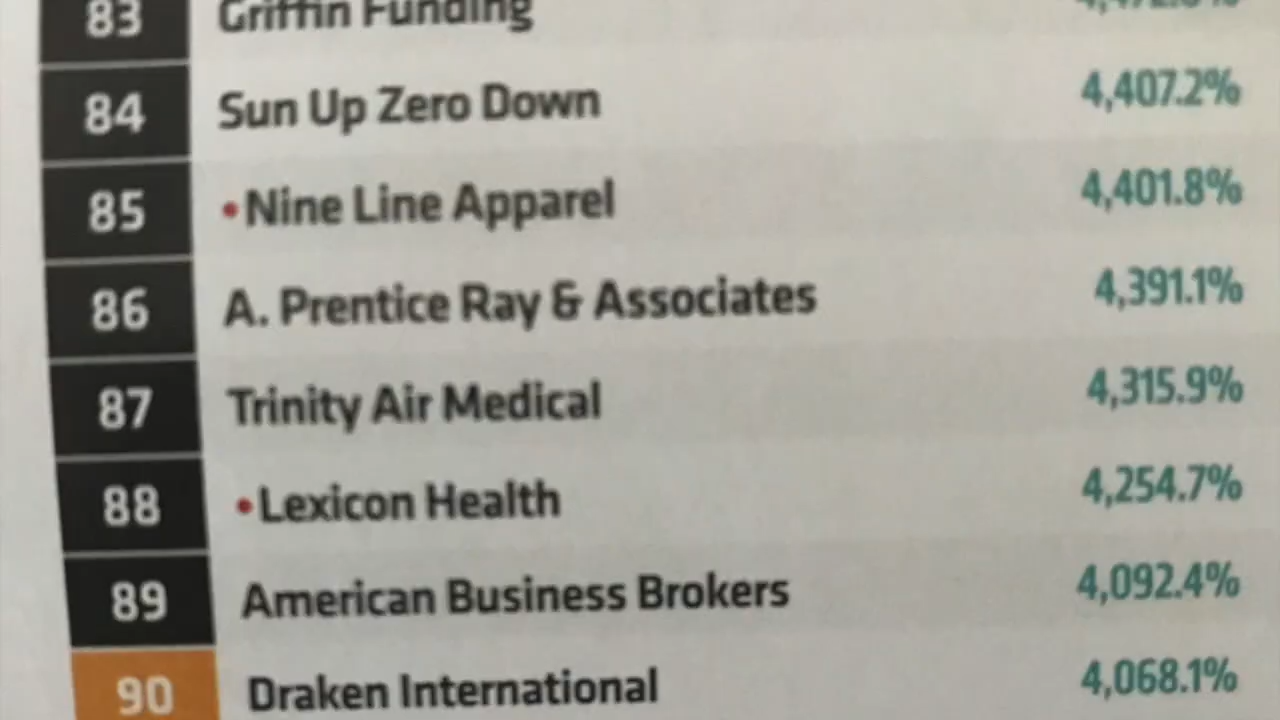 83 Griffin Funding
84 Sun Up Zero Down 4,407.2%
85 •Nine Line Apparel 4,401.8%
86 A. Prentice Ray & Associates 4,391.1%
87 Trinity Air Medical 4,315.9%
88 •Lexicon Health 4,254.7%
89 American Business Brokers 4,092.4%
90 Draken International 4,068.1%